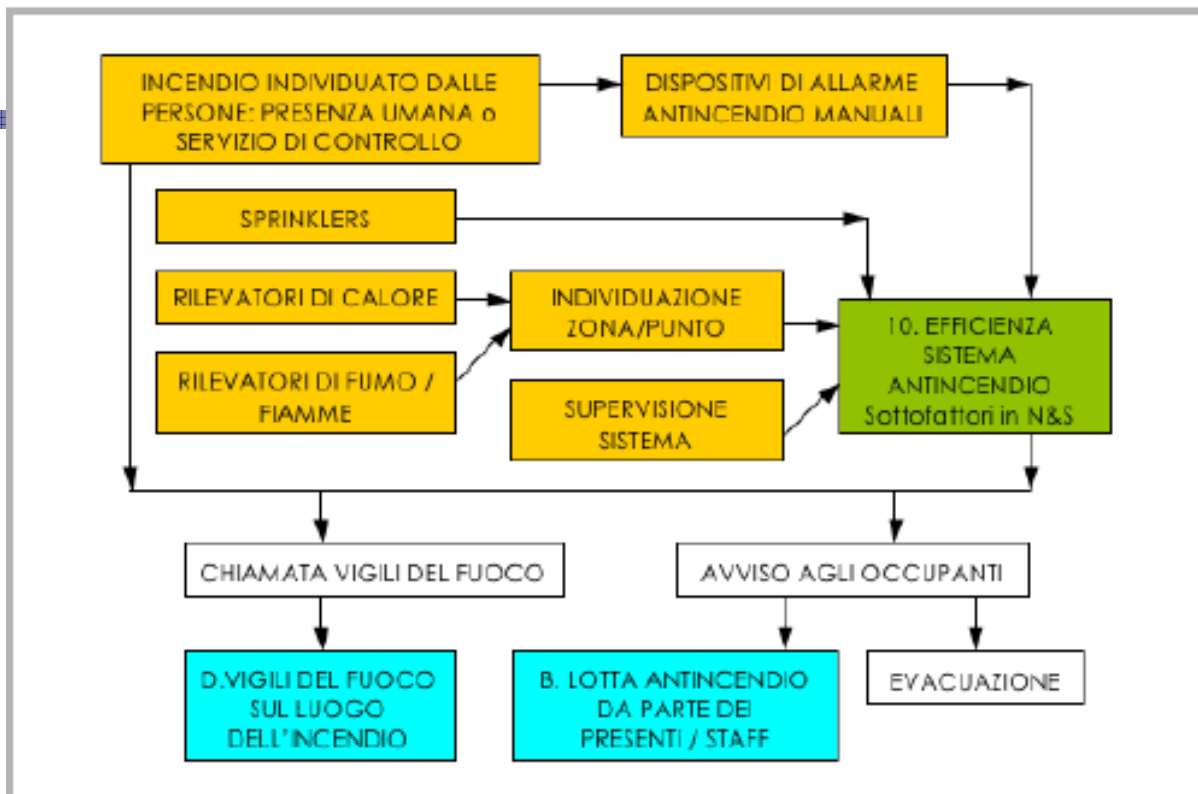 INCENDIO INDIVIDUATO DALLE
PERSONE: PRESENZA UMANA o
SERVIZIO DI CONTROLLO
DISPOSITIVI DI ALLARME
ANTINCENDIO MANUALI
SPRINKLERS
RILEVATORI DI CALORE
INDIVIDUAZIONE
ZONA/PUNTO
10. EFFICIENZA
SISTEMA
ANTINCENDIO
Sottofattori in N&S
RILEVATORI DI FUMO /
FIAMME
SUPERVISIONE
SISTEMA
CHIAMATA VIGILI DEL FUOCO
AVVISO AGLI OCCUPANTI
D.VIGILI DEL FUOCO
SUL LUOGO
DELL'INCENDIO
B. LOTTA ANTINCENDIO
DA PARTE DEI
PRESENTI / STAFF
EVACUAZIONE